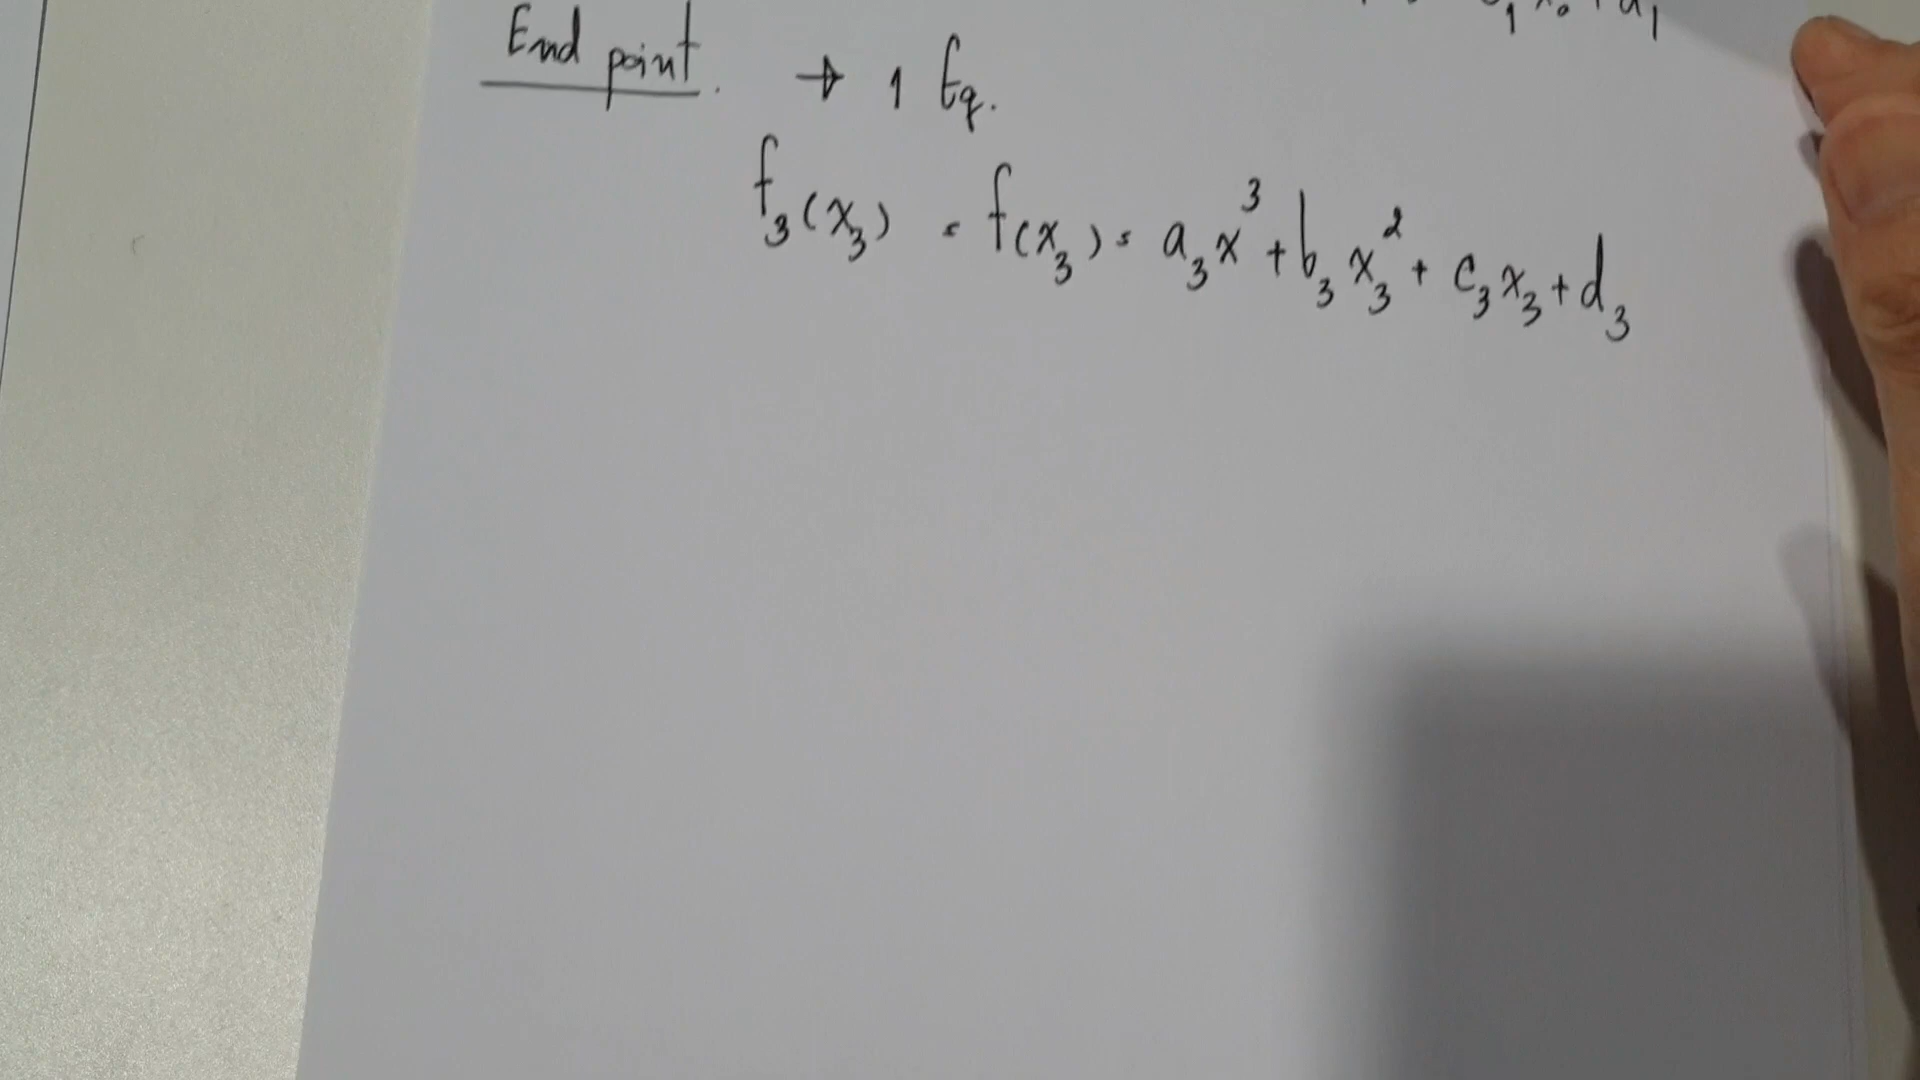 End point. → 1 Eq.
f₃(x₃) = f(x₃) = a₃x³ + b₃x₃² + c₃x₃ + d₃